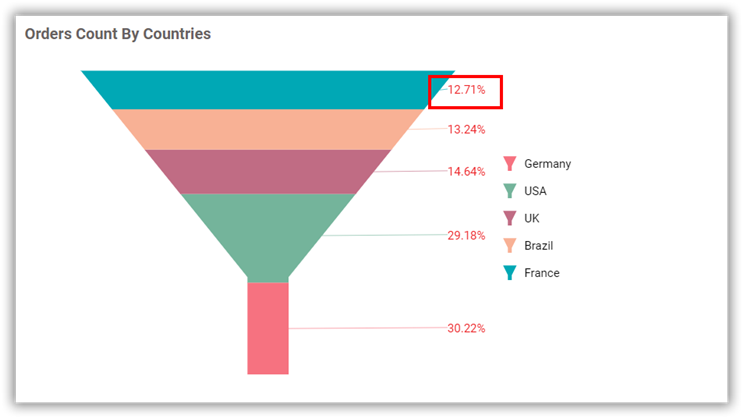 Orders Count By Countries
12.71%
13.24%
14.64%
29.18%
30.22%
Germany
USA
UK
Brazil
France